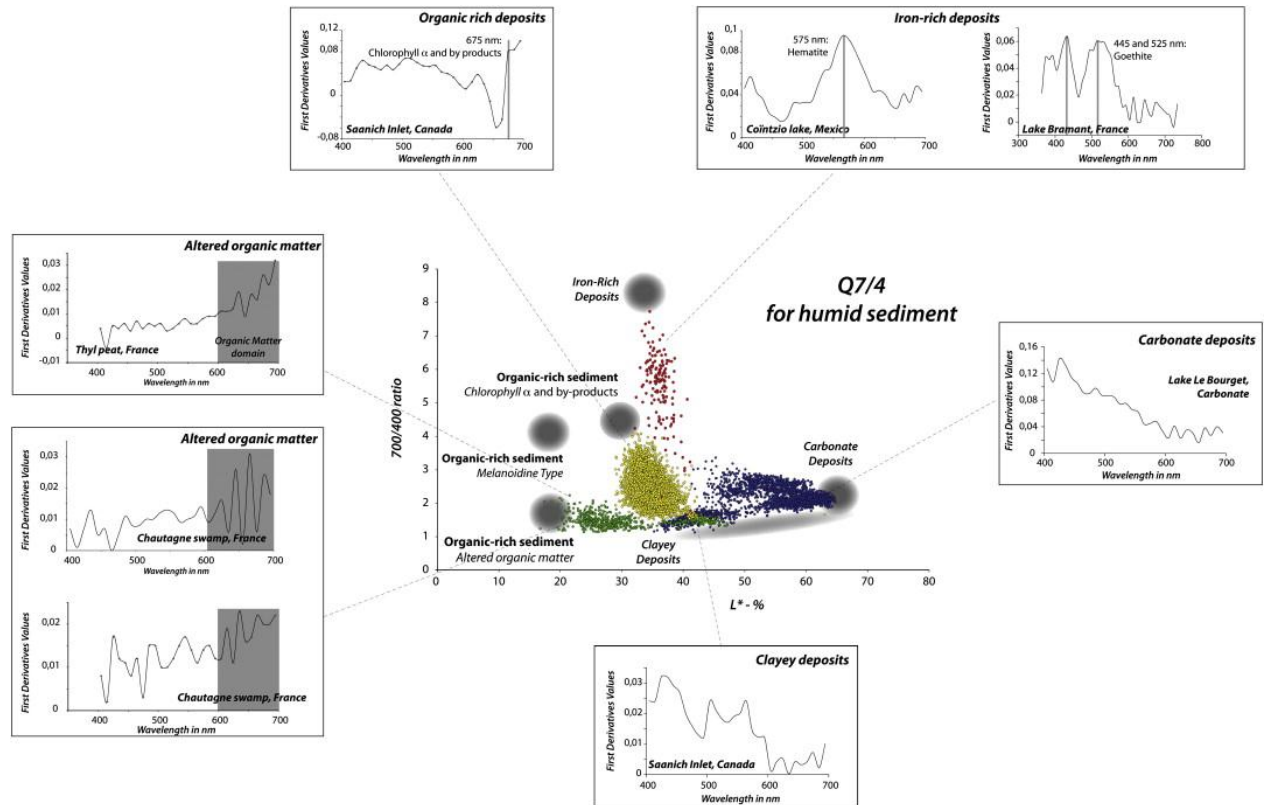 Organic rich deposits
0,12
0,08
0
-0,08
First Derivatives Values
675 nm:
Chlorophyll α and by products
Saanich Inlet, Canada
400 500 600 700
Wavelength in nm
Iron-rich deposits
0,1
0,08
0,04
0
First Derivatives Values
575 nm:
Hematite
Coïntzio lake, Mexico
400 500 600 700
Wavelength in nm
0,06
0,04
0,02
0
First Derivatives Values
445 and 525 nm:
Goethite
Lake Bramant, France
300 400 500 600 700 800
Wavelength in nm
Altered organic matter
0,03
0,02
0,01
0
-0,01
First Derivatives Values
Thyl peat, France
Organic Matter
domain
400 500 600 700
Wavelength in nm
Altered organic matter
0,03
0,02
0,01
0
First Derivatives Values
Chautagne swamp, France
400 500 600 700
Wavelength in nm
0,02
0,01
0
First Derivatives Values
Chautagne swamp, France
400 500 600 700
Wavelength in nm
Q7/4
for humid sediment
700/400 ratio
9
8
7
6
5
4
3
2
1
0
0 10 20 30 40 50 60 70 80
L* - %
Iron-Rich
Deposits
Organic-rich sediment
Chlorophyll α and by-products
Organic-rich sediment
Melanoidine Type
Organic-rich sediment
Altered organic matter
Clayey
Deposits
Carbonate
Deposits
Carbonate deposits
0,16
0,12
0,08
0,04
0
First Derivatives Values
Lake Le Bourget,
Carbonate
400 500 600 700
Wavelength in nm
Clayey deposits
0,03
0,02
0,01
0
First Derivatives Values
Saanich Inlet, Canada
400 500 600 700
Wavelength in nm